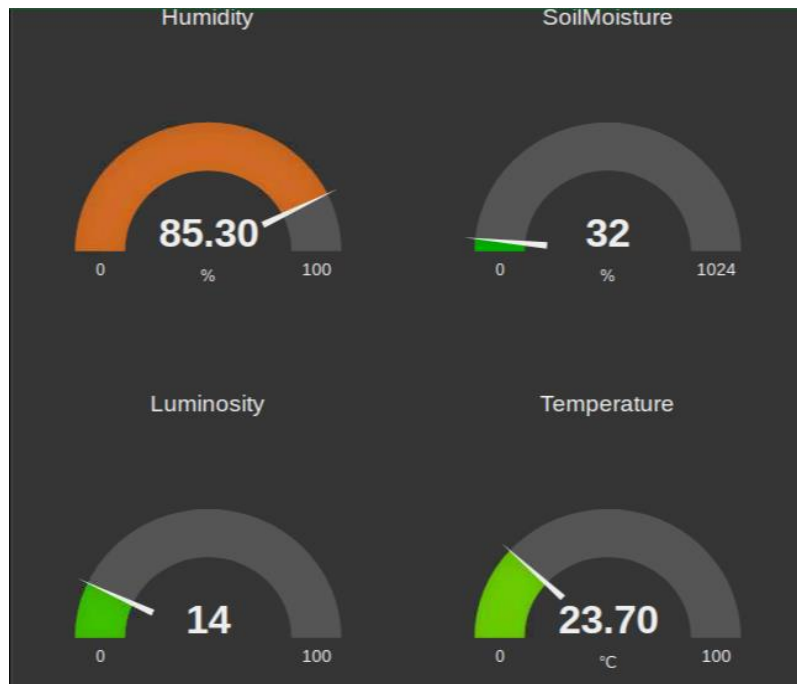 Humidity
85.30
0
%
100
SoilMoisture
32
0
%
1024
Luminosity
14
0
100
Temperature
23.70
0
°C
100